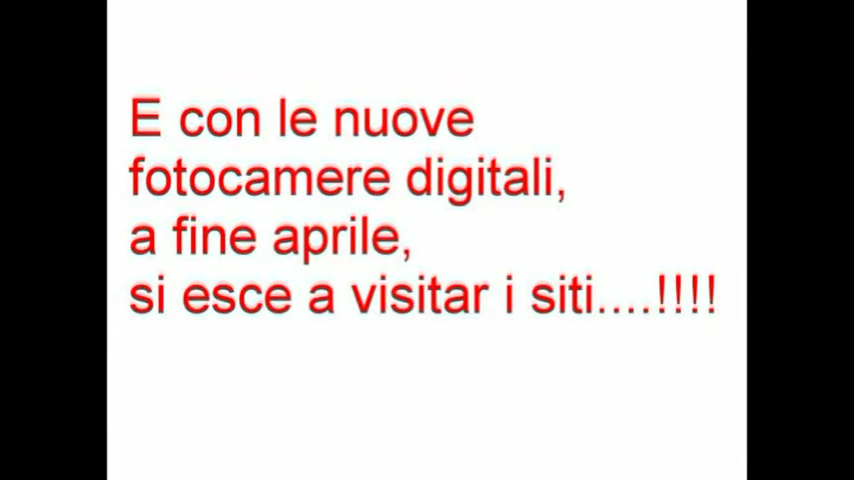 E con le nuove
fotocamere digitali,
a fine aprile,
si esce a visitar i siti....!!!!